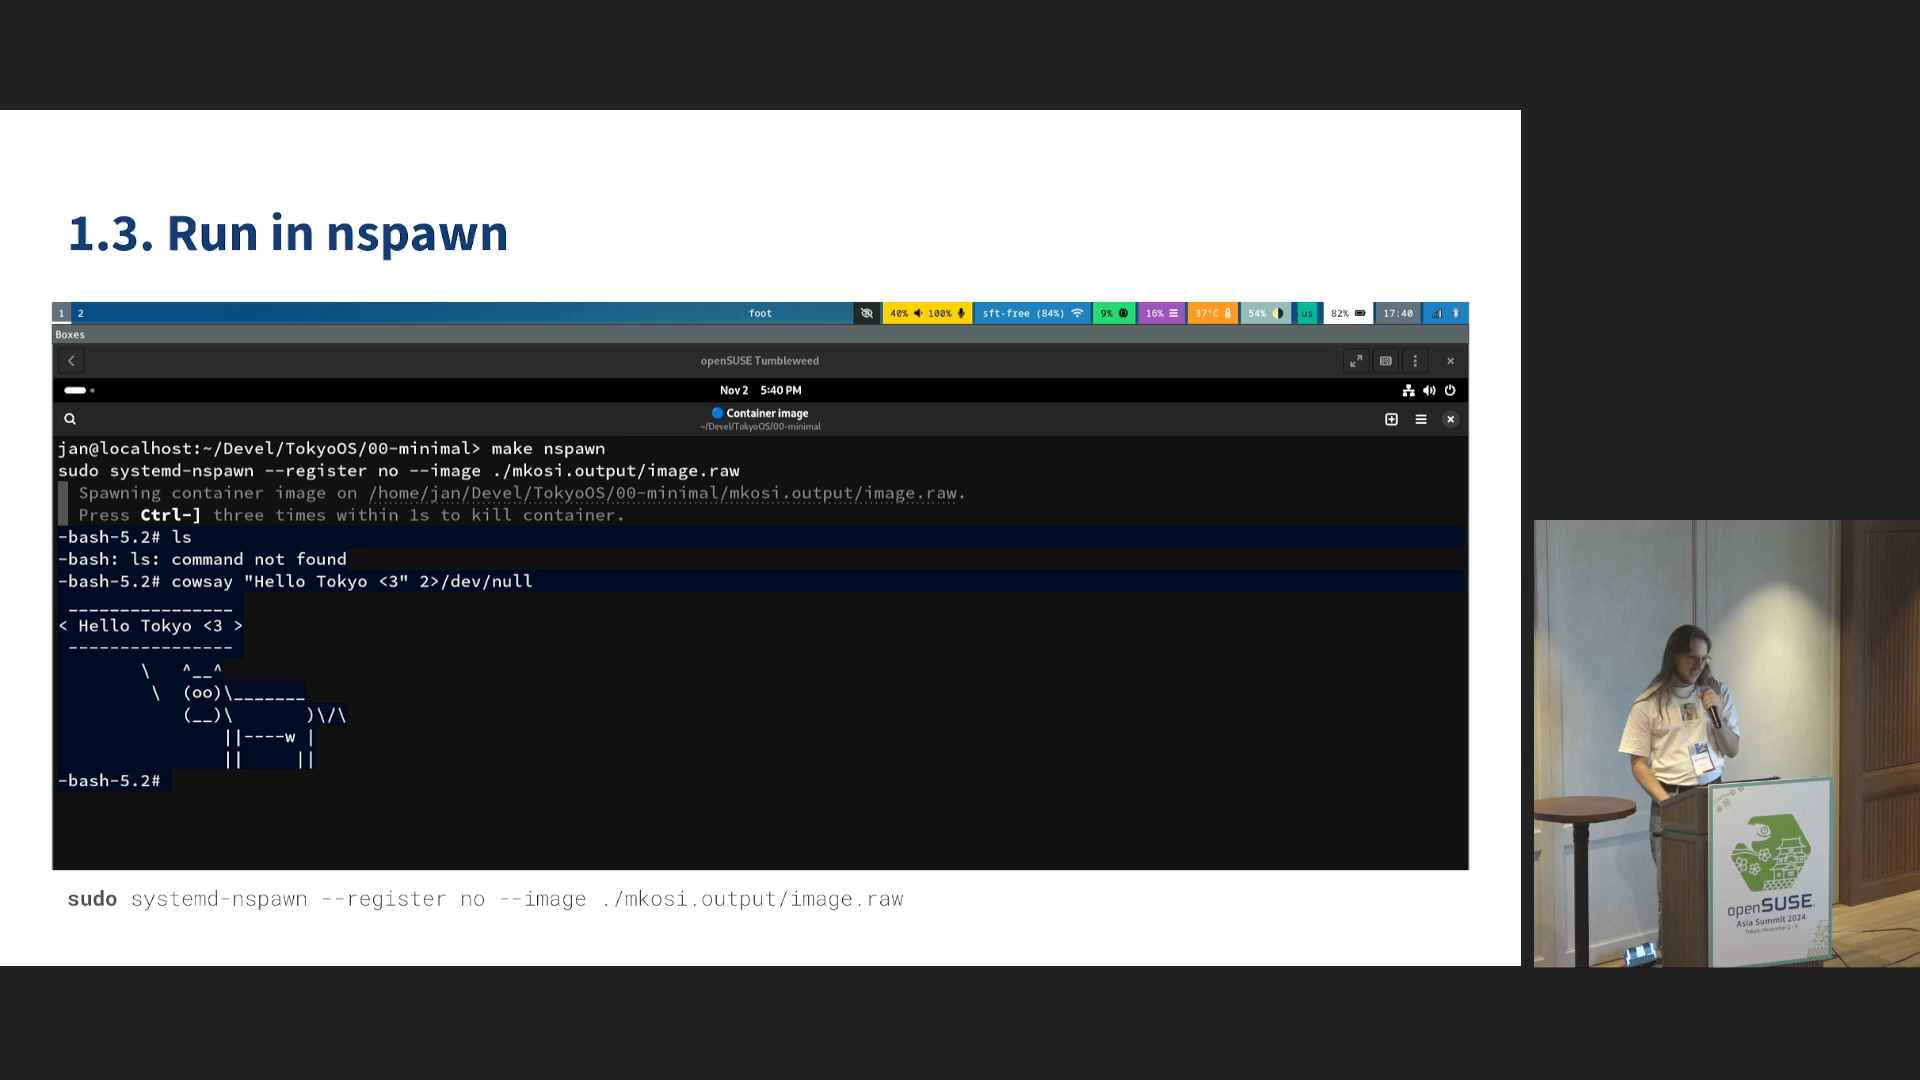 1.3. Run in nspawn
1 2 foot 40% 100% sft-free (84%) 9% 16% 37°C 54% us 82% 17:40
Boxes
openSUSE Tumbleweed
Nov 2 5:40 PM
Container image
~/Devel/TokyoOS/00-minimal
jan@localhost:~/Devel/TokyoOS/00-minimal> make nspawn
sudo systemd-nspawn --register no --image ./mkosi.output/image.raw
Spawning container image on /home/jan/Devel/TokyoOS/00-minimal/mkosi.output/image.raw.
Press Ctrl-] three times within 1s to kill container.
-bash-5.2# ls
-bash: ls: command not found
-bash-5.2# cowsay "Hello Tokyo <3" 2>/dev/null
 ________________
< Hello Tokyo <3 >
 ----------------
        \   ^__^
         \  (oo)\_______
            (__)\       )\/\
                ||----w |
                ||     ||
-bash-5.2#
sudo systemd-nspawn --register no --image ./mkosi.output/image.raw
openSUSE
Asia Summit 2024
Tokyo, November 2 - 3